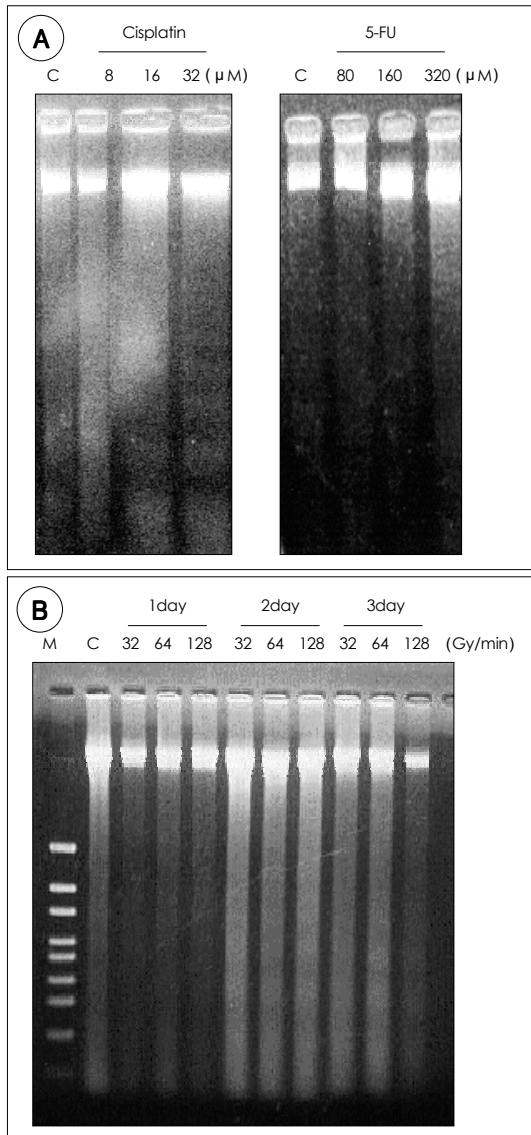 A
Cisplatin 5-FU
C 8 16 32 (μM) C 80 160 320 (μM)
B
1day 2day 3day
M C 32 64 128 32 64 128 32 64 128 (Gy/min)